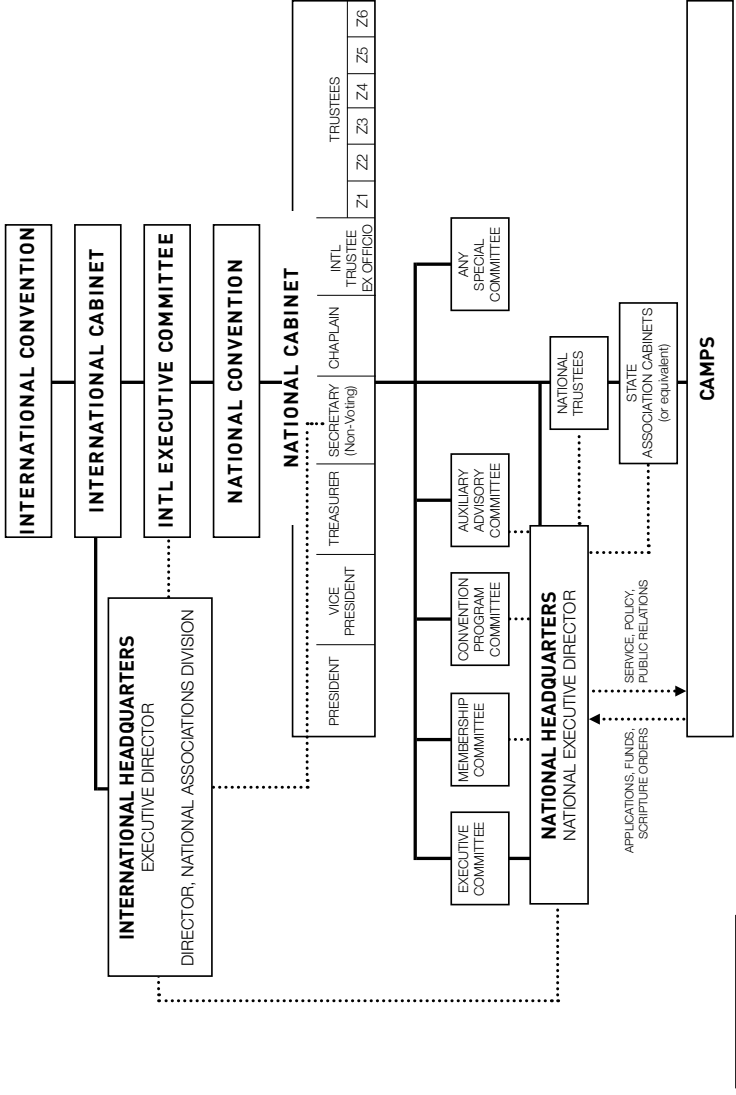 INTERNATIONAL CONVENTION
INTERNATIONAL CABINET
INTERNATIONAL HEADQUARTERS
EXECUTIVE DIRECTOR
DIRECTOR, NATIONAL ASSOCIATIONS DIVISION
INTL EXECUTIVE COMMITTEE
NATIONAL CONVENTION
NATIONAL CABINET
PRESIDENT
VICE
PRESIDENT
TREASURER
SECRETARY
(Non-Voting)
CHAPLAIN
INTL
TRUSTEE
EX OFFICIO
TRUSTEES
Z1 Z2 Z3 Z4 Z5 Z6
EXECUTIVE
COMMITTEE
MEMBERSHIP
COMMITTEE
CONVENTION
PROGRAM
COMMITTEE
AUXILIARY
ADVISORY
COMMITTEE
ANY
SPECIAL
COMMITTEE
NATIONAL HEADQUARTERS
NATIONAL EXECUTIVE DIRECTOR
NATIONAL
TRUSTEES
STATE
ASSOCIATION CABINETS
(or equivalent)
APPLICATIONS, FUNDS,
SCRIPTURE ORDERS
SERVICE, POLICY,
PUBLIC RELATIONS
CAMPS